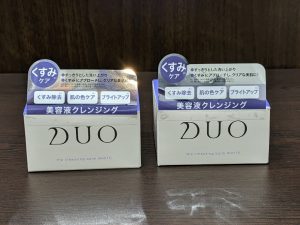 くすみ
ケア
くすみ除去
肌の色ケア
ブライトアップ
美容液クレンジング
DUO
くすみ
ケア
くすみ除去
肌の色ケア
ブライトアップ
美容液クレンジング
DUO